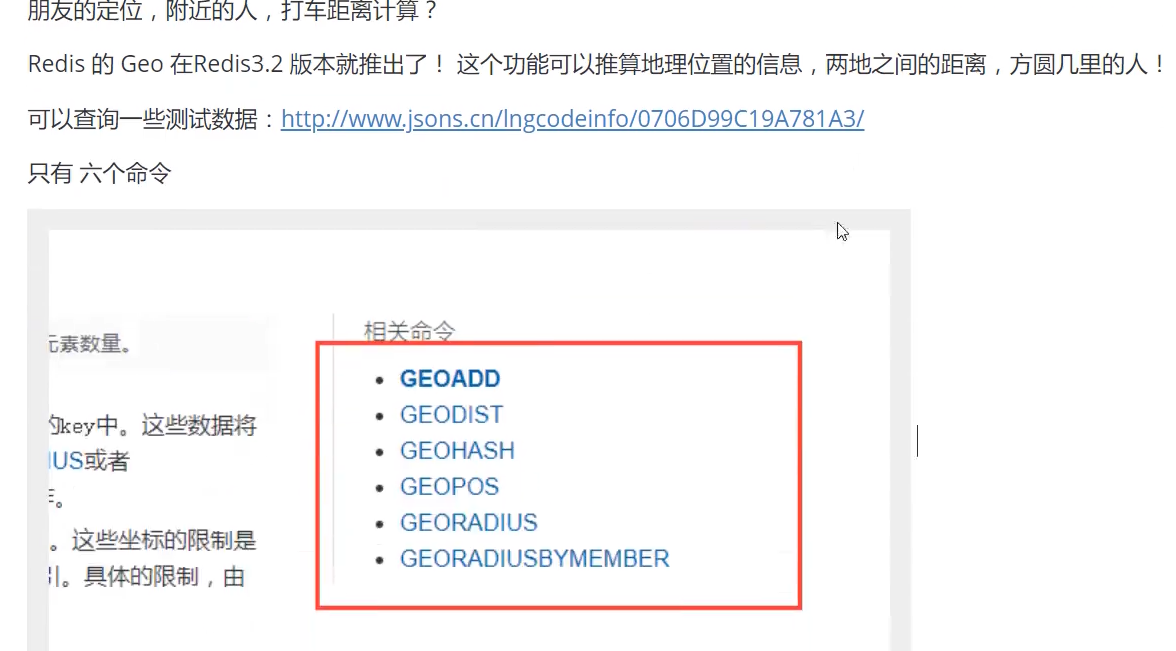 朋友的定位，附近的人，打车距离计算？
Redis 的 Geo 在Redis3.2 版本就推出了！ 这个功能可以推算地理位置的信息，两地之间的距离，方圆几里的人！
可以查询一些测试数据：http://www.jsons.cn/lngcodeinfo/0706D99C19A781A3/
只有 六个命令
元素数量。
的key中。这些数据将
IUS或者
。
。这些坐标的限制是
引。具体的限制，由
相关命令
GEOADD
GEODIST
GEOHASH
GEOPOS
GEORADIUS
GEORADIUSBYMEMBER